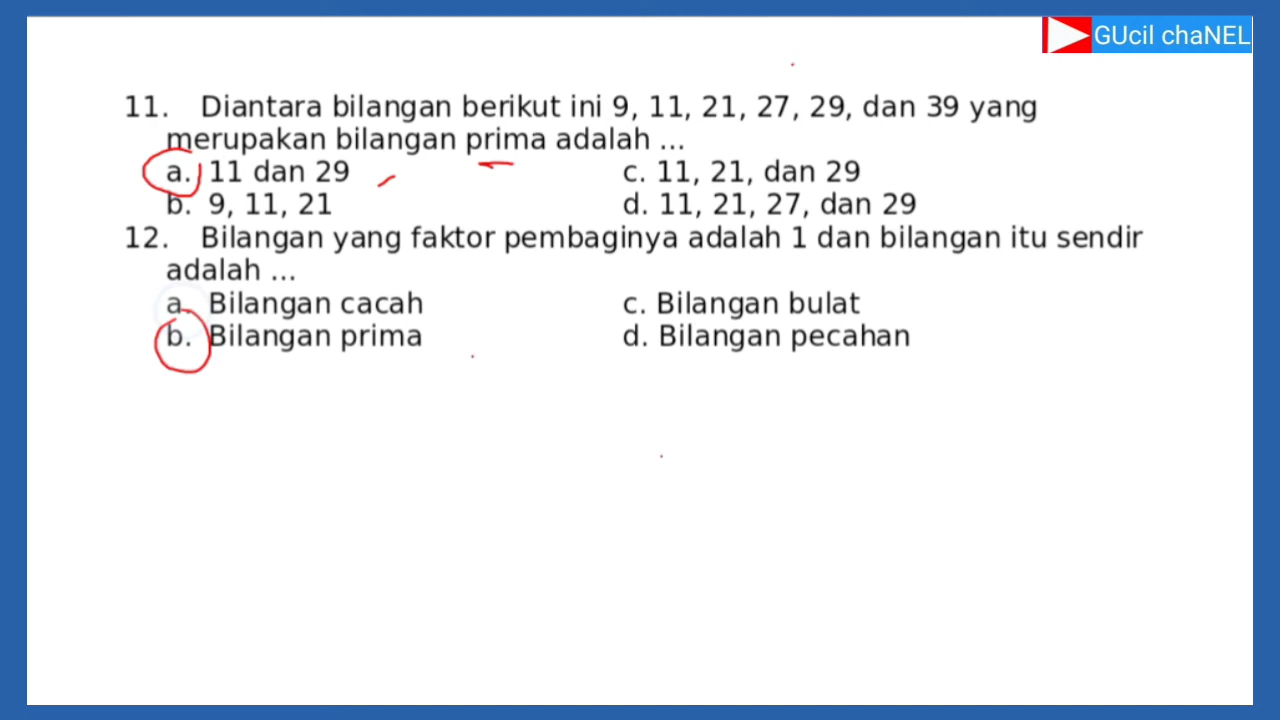 GUcil chaNEL
11. Diantara bilangan berikut ini 9, 11, 21, 27, 29, dan 39 yang
merupakan bilangan prima adalah ...
a. 11 dan 29 c. 11, 21, dan 29
b. 9, 11, 21 d. 11, 21, 27, dan 29
12. Bilangan yang faktor pembaginya adalah 1 dan bilangan itu sendir
adalah ...
a. Bilangan cacah c. Bilangan bulat
b. Bilangan prima d. Bilangan pecahan